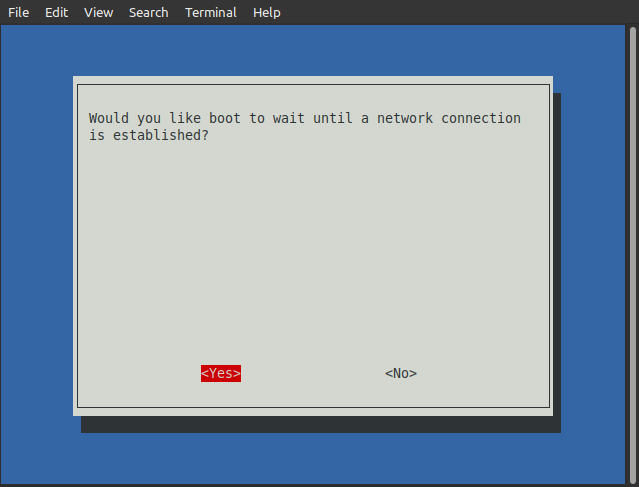 File Edit View Search Terminal Help
Would you like boot to wait until a network connection
is established?
<Yes> <No>